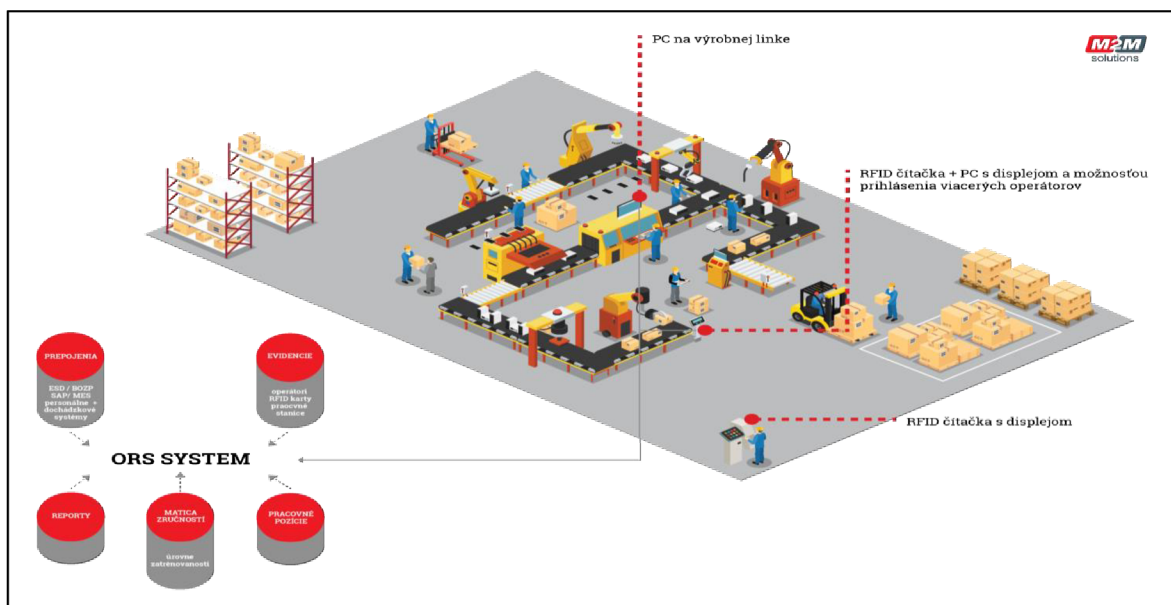 PC na výrobnej linke
M2M
solutions
RFID čítačka + PC s displejom a možnosťou
prihlásenia viacerých operátorov
RFID čítačka s displejom
PREPOJENIA
ESD / BOZP
SAP/ MES
personálne +
dochádzkové
systémy
EVIDENCIE
operátori
RFID karty
pracovné
stanice
ORS SYSTEM
REPORTY
MATICA
ZRUČNOSTÍ
úrovne
zatrénovanosti
PRACOVNÉ
POZÍCIE